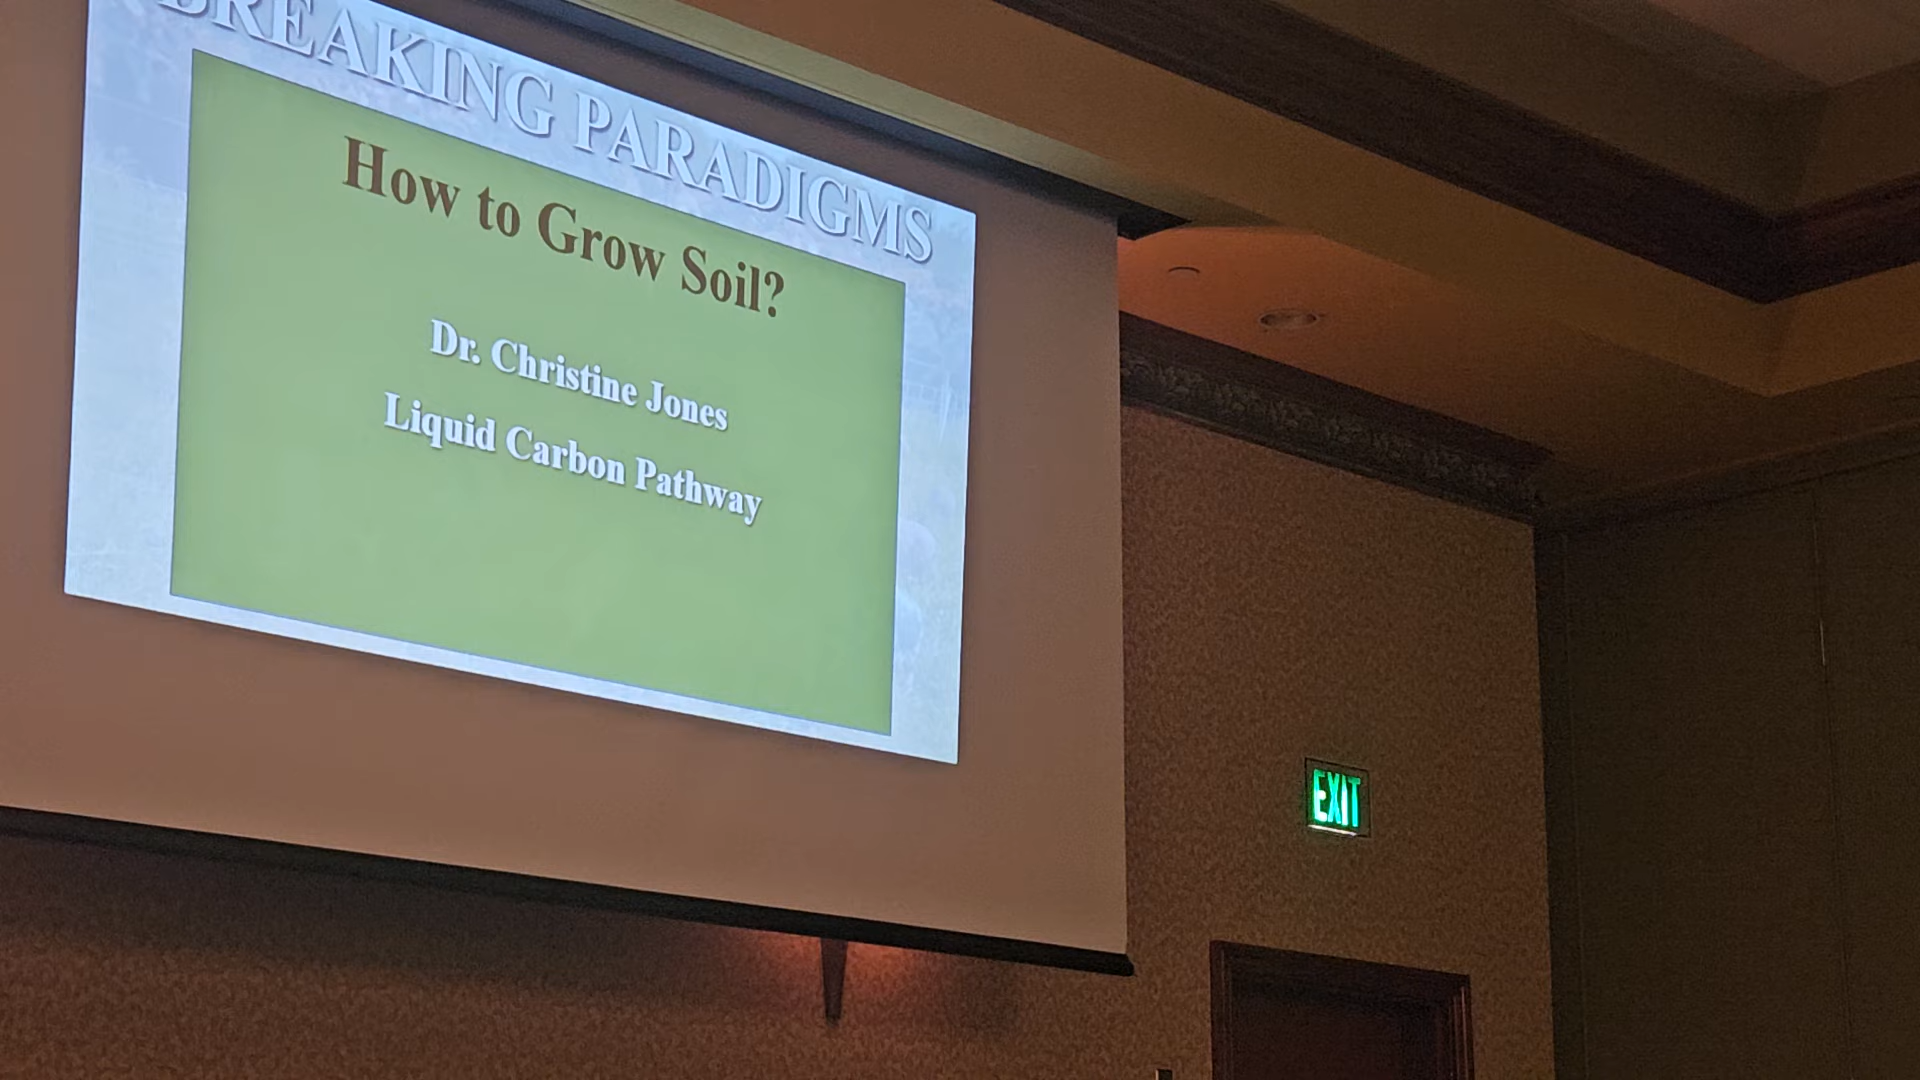 BREAKING PARADIGMS
How to Grow Soil?
Dr. Christine Jones
Liquid Carbon Pathway
EXIT